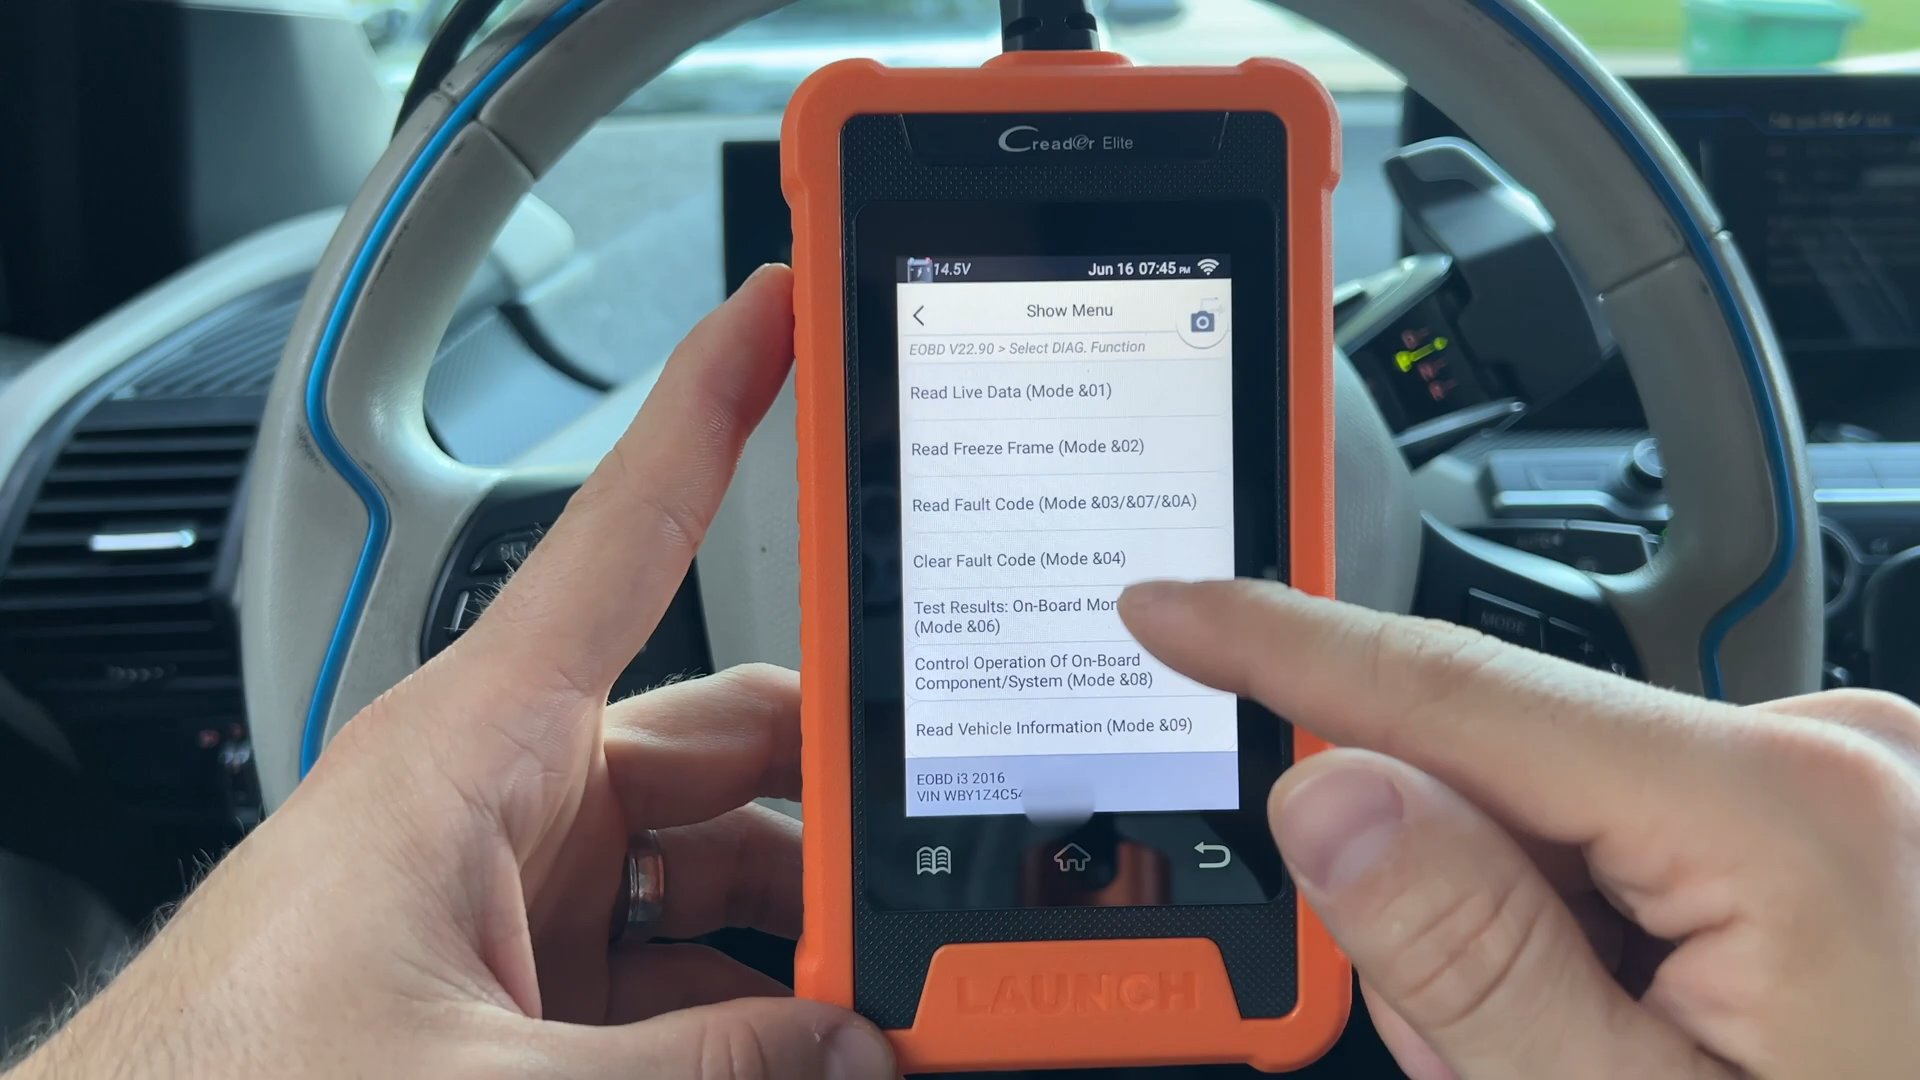 Creader Elite
14.5V Jun 16 07:45 PM
Show Menu
EOBD V22.90 > Select DIAG. Function
Read Live Data (Mode &01)
Read Freeze Frame (Mode &02)
Read Fault Code (Mode &03/&07/&0A)
Clear Fault Code (Mode &04)
Test Results: On-Board Mon
(Mode &06)
Control Operation Of On-Board
Component/System (Mode &08)
Read Vehicle Information (Mode &09)
EOBD i3 2016
VIN WBY1Z4C54
LAUNCH
MODE